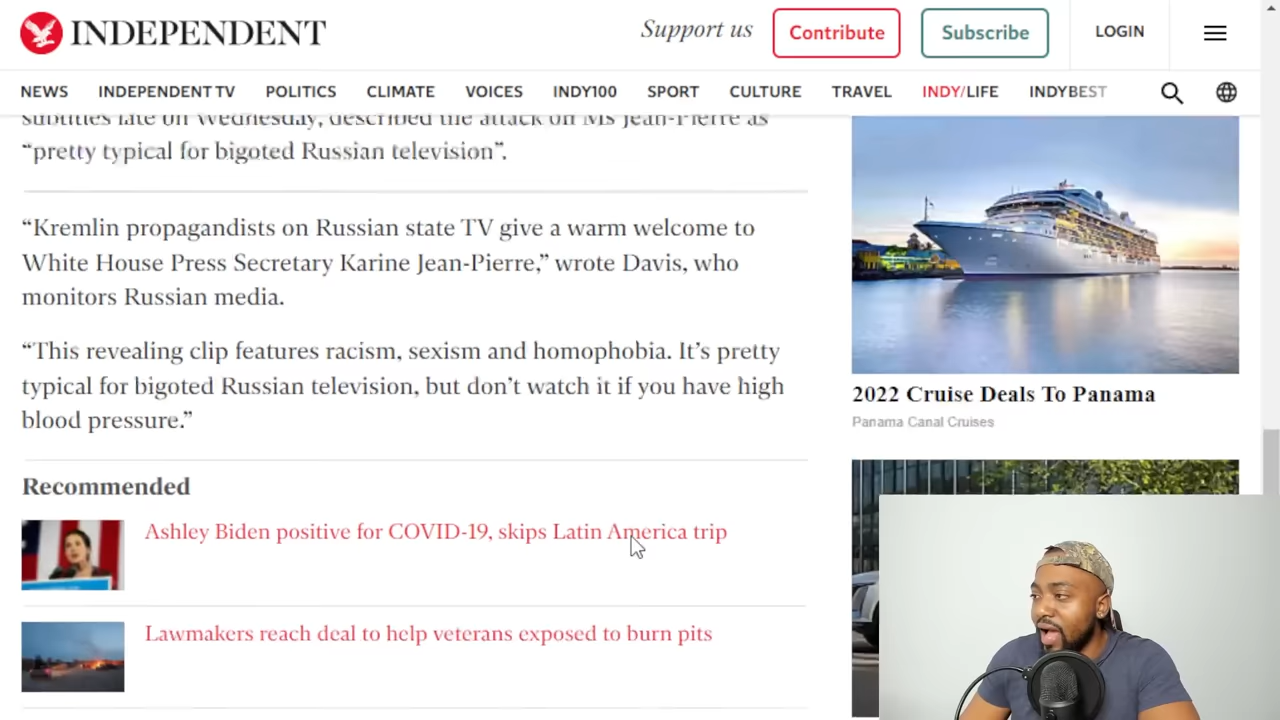 INDEPENDENT
Support us
Contribute
Subscribe
LOGIN
NEWS
INDEPENDENT TV
POLITICS
CLIMATE
VOICES
INDY100
SPORT
CULTURE
TRAVEL
INDY/LIFE
INDYBEST
subtitles late on Wednesday, described the attack on Ms Jean-Pierre as
“pretty typical for bigoted Russian television”.
“Kremlin propagandists on Russian state TV give a warm welcome to
White House Press Secretary Karine Jean-Pierre,” wrote Davis, who
monitors Russian media.
“This revealing clip features racism, sexism and homophobia. It’s pretty
typical for bigoted Russian television, but don’t watch it if you have high
blood pressure.”
Recommended
Ashley Biden positive for COVID-19, skips Latin America trip
Lawmakers reach deal to help veterans exposed to burn pits
2022 Cruise Deals To Panama
Panama Canal Cruises